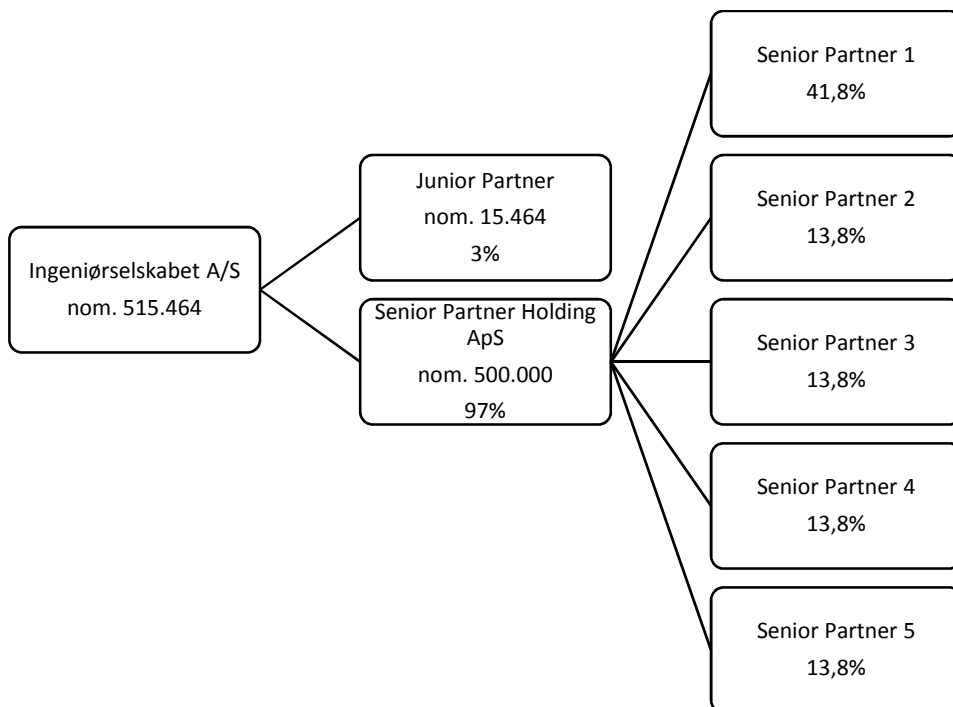 Ingeniørselskabet A/S
nom. 515.464
Junior Partner
nom. 15.464
3%
Senior Partner Holding
ApS
nom. 500.000
97%
Senior Partner 1
41,8%
Senior Partner 2
13,8%
Senior Partner 3
13,8%
Senior Partner 4
13,8%
Senior Partner 5
13,8%